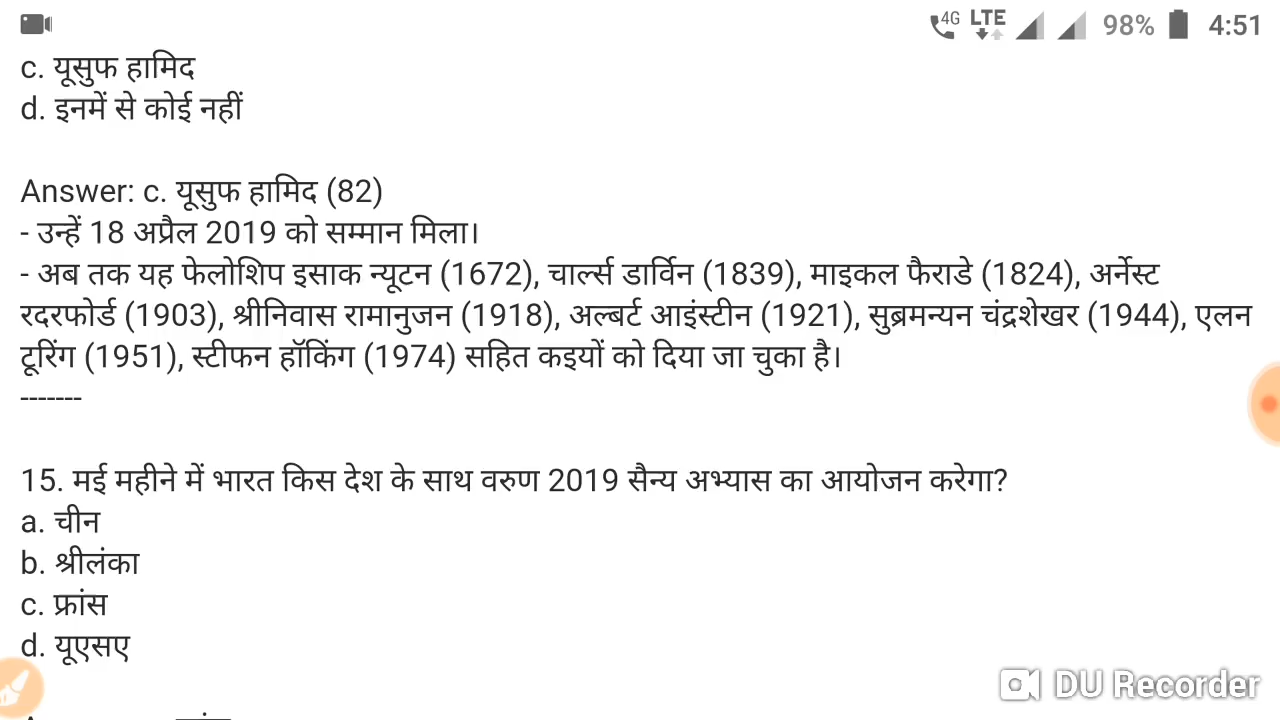 4G LTE 98% 4:51
c. यूसुफ हामिद
d. इनमें से कोई नहीं
Answer: c. यूसुफ हामिद (82)
- उन्हें 18 अप्रैल 2019 को सम्मान मिला।
- अब तक यह फेलोशिप इसाक न्यूटन (1672), चार्ल्स डार्विन (1839), माइकल फैराडे (1824), अर्नेस्ट
रदरफोर्ड (1903), श्रीनिवास रामानुजन (1918), अल्बर्ट आइंस्टीन (1921), सुब्रमन्यन चंद्रशेखर (1944), एलन
टूरिंग (1951), स्टीफन हॉकिंग (1974) सहित कइयों को दिया जा चुका है।
-------
15. मई महीने में भारत किस देश के साथ वरुण 2019 सैन्य अभ्यास का आयोजन करेगा?
a. चीन
b. श्रीलंका
c. फ्रांस
d. यूएसए
DU Recorder